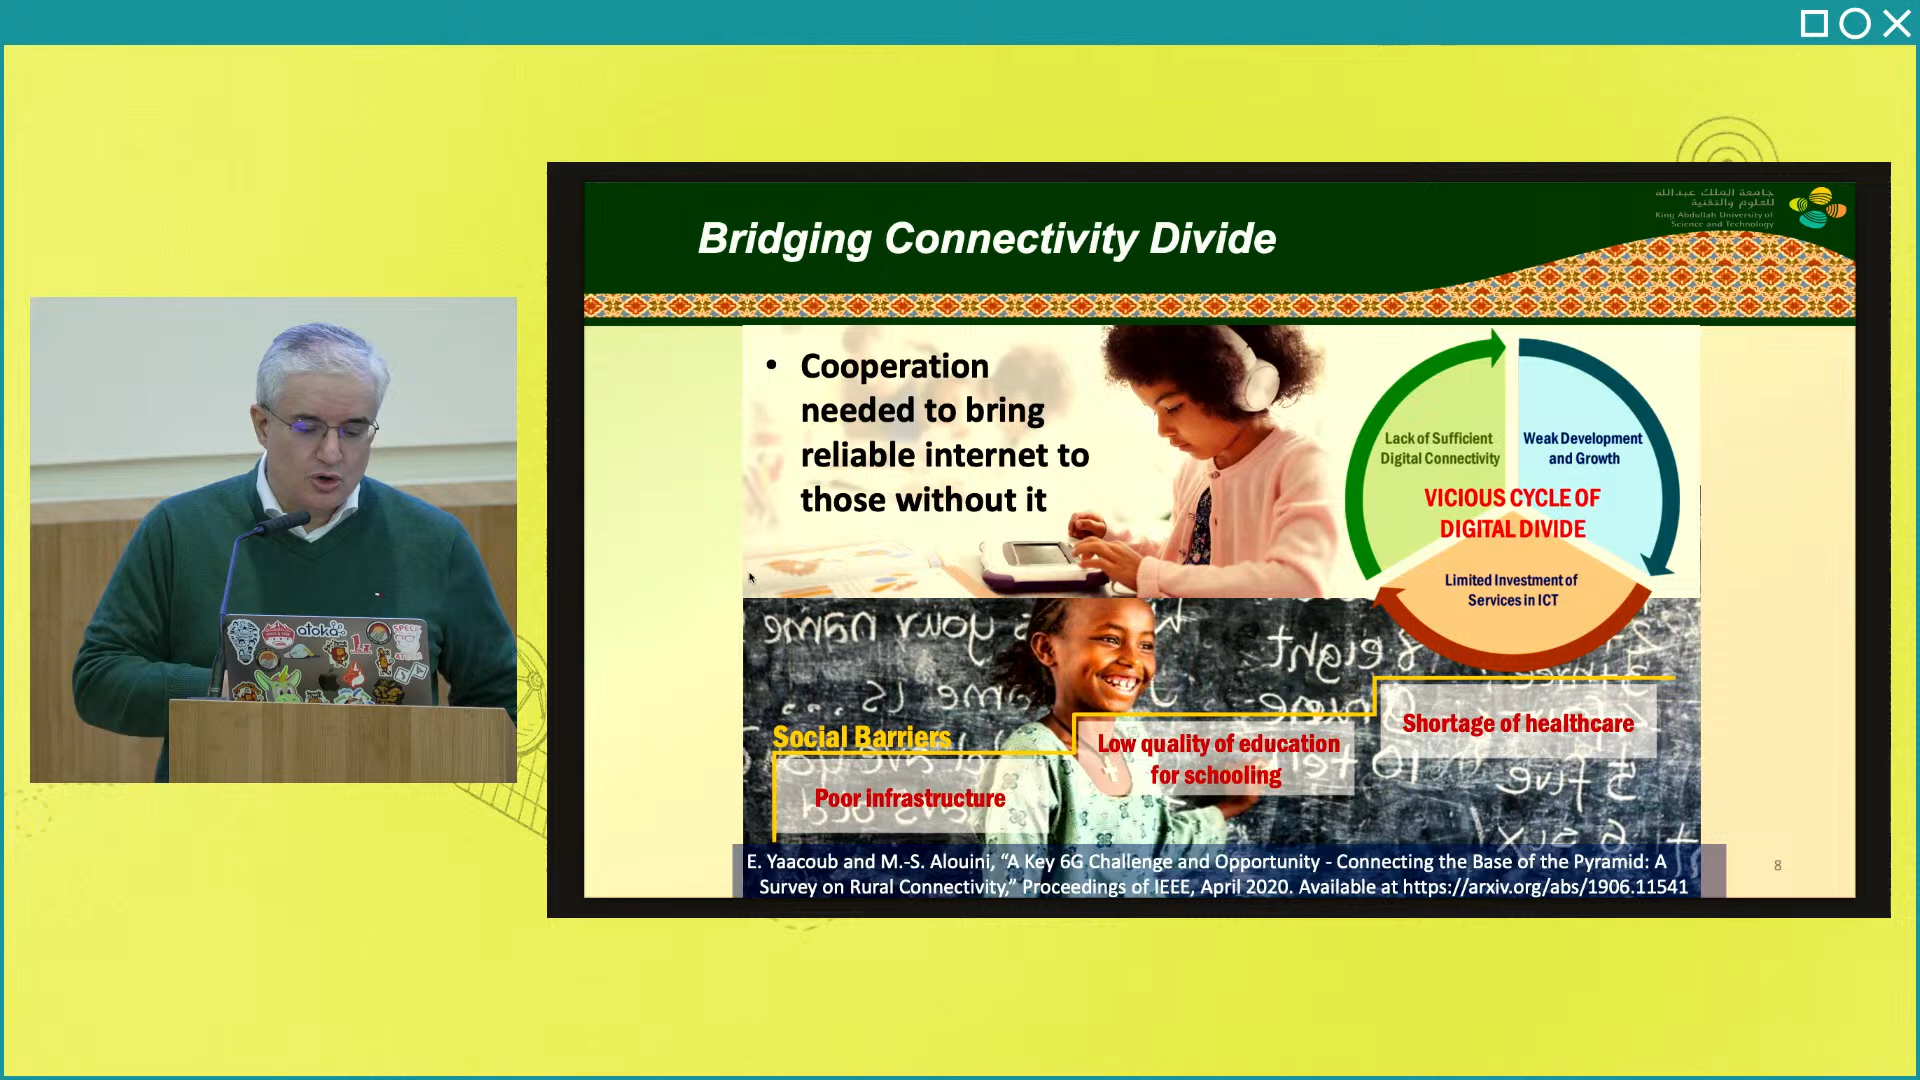 جامعة الملك عبدالله
للعلوم والتقنية
King Abdullah University of
Science and Technology
Bridging Connectivity Divide
• Cooperation
needed to bring
reliable internet to
those without it
Lack of Sufficient
Digital Connectivity
Weak Development
and Growth
VICIOUS CYCLE OF
DIGITAL DIVIDE
Limited Investment of
Services in ICT
Social Barriers
Poor infrastructure
Low quality of education
for schooling
Shortage of healthcare
E. Yaacoub and M.-S. Alouini, “A Key 6G Challenge and Opportunity - Connecting the Base of the Pyramid: A
Survey on Rural Connectivity,” Proceedings of IEEE, April 2020. Available at https://arxiv.org/abs/1906.11541
8
atoka